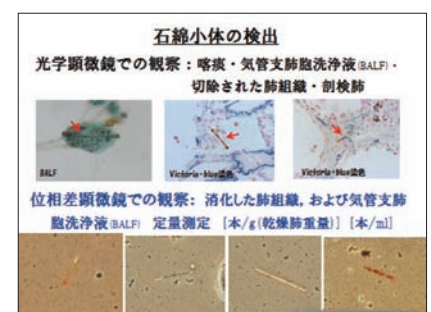 石綿小体の検出
光学顕微鏡での観察：喀痰・気管支肺胞洗浄液(BALF)・
切除された肺組織・剖検肺
BALF
Victoria-blue染色
Victoria-blue染色
位相差顕微鏡での観察：消化した肺組織，および気管支肺
胞洗浄液(BALF) 定量測定 [本/g(乾燥肺重量)] [本/ml]